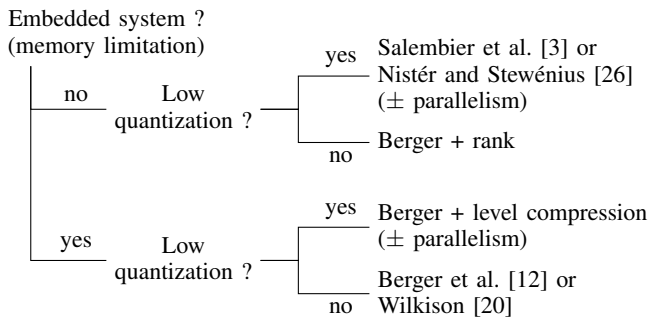 Embedded system ?
(memory limitation)
no
Low
quantization ?
yes
Salembier et al. [3] or
Nistér and Stewénius [26]
(± parallelism)
no
Berger + rank
yes
Low
quantization ?
yes
Berger + level compression
(± parallelism)
no
Berger et al. [12] or
Wilkison [20]